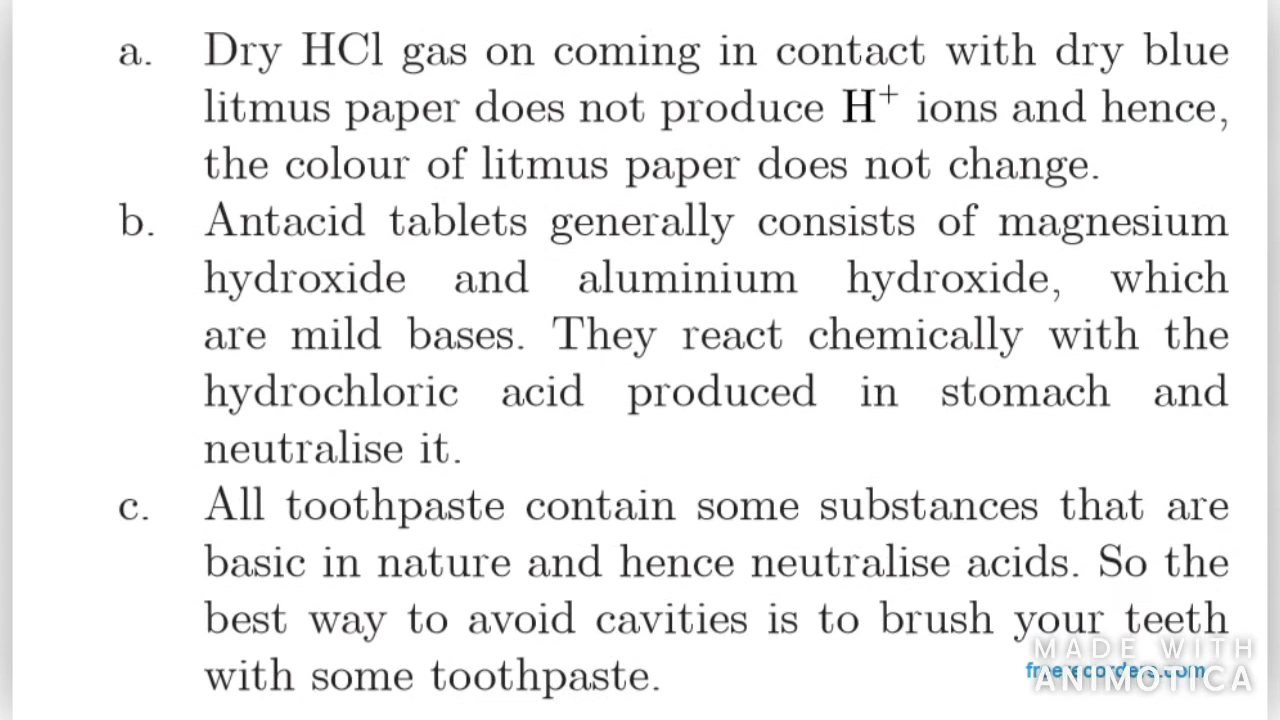 a. Dry HCl gas on coming in contact with dry blue
litmus paper does not produce H⁺ ions and hence,
the colour of litmus paper does not change.
b. Antacid tablets generally consists of magnesium
hydroxide and aluminium hydroxide, which
are mild bases. They react chemically with the
hydrochloric acid produced in stomach and
neutralise it.
c. All toothpaste contain some substances that are
basic in nature and hence neutralise acids. So the
best way to avoid cavities is to brush your teeth
with some toothpaste.
MADE WITH
freerecorders.com
ANIMOTICA